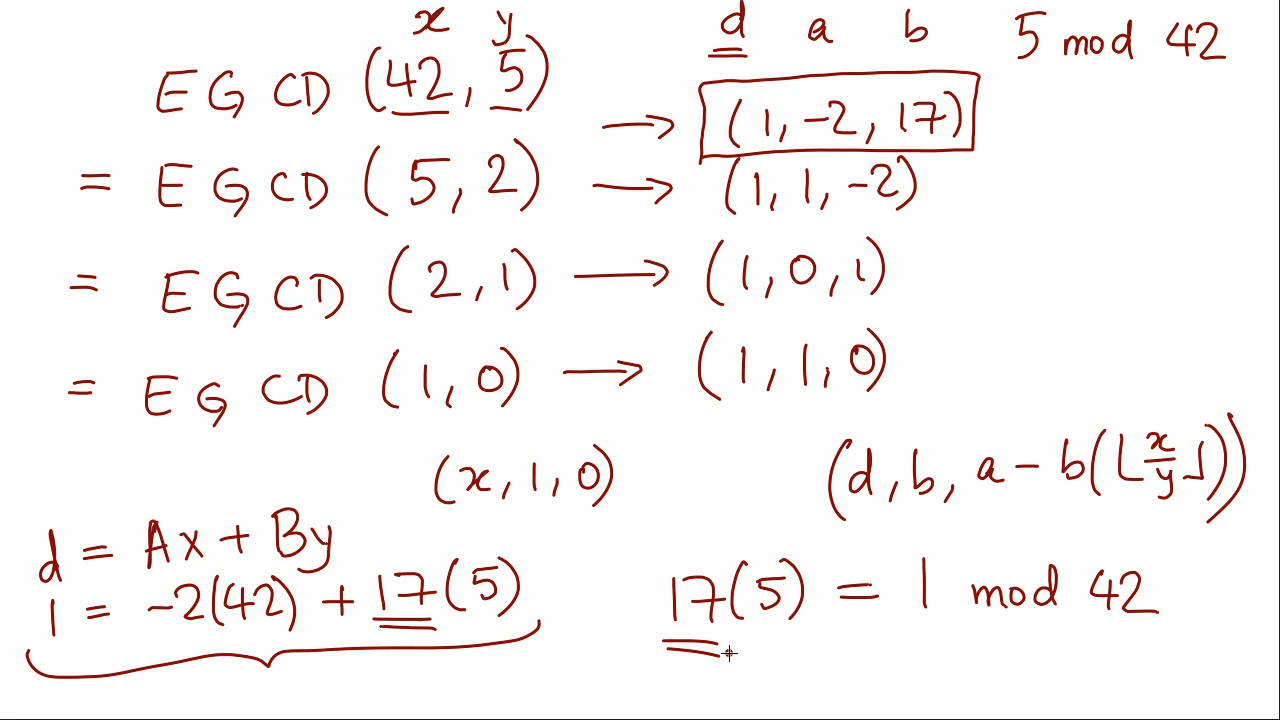 x y d a b 5 mod 42
EGCD (42, 5) → (1, -2, 17)
= EGCD (5, 2) → (1, 1, -2)
= EGCD (2, 1) → (1, 0, 1)
= EGCD (1, 0) → (1, 1, 0)
(x, 1, 0) (d, b, a - b(⌊x/y⌋))
d = Ax + By
1 = -2(42) + 17(5) 17(5) = 1 mod 42